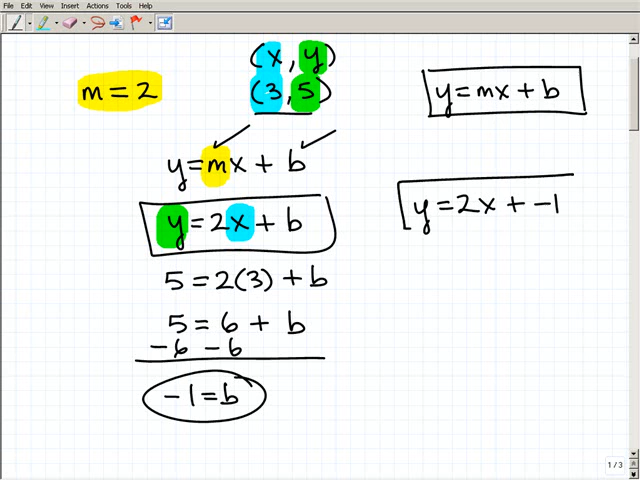 File Edit View Insert Actions Tools Help
(x, y)
m = 2
(3, 5)
y = mx + b
y = mx + b
y = 2x + b
y = 2x + -1
5 = 2(3) + b
5 = 6 + b
-6 -6
-1 = b
1 / 3